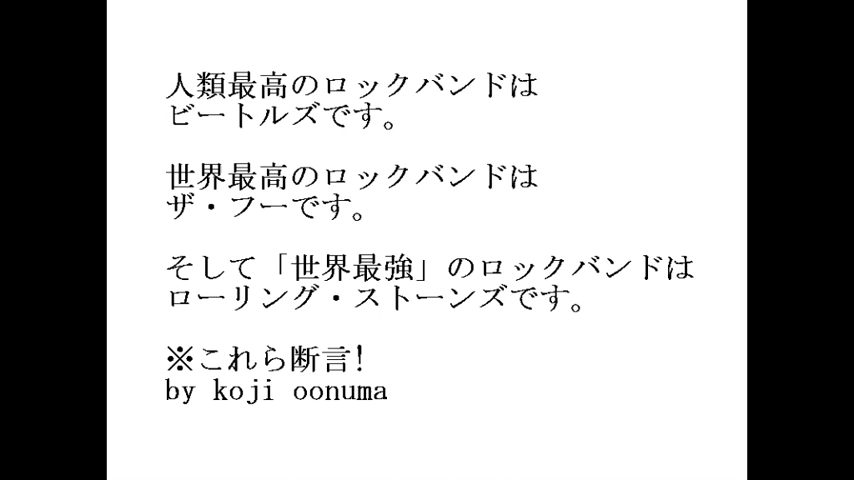 人類最高のロックバンドは
ビートルズです。
世界最高のロックバンドは
ザ・フーです。
そして「世界最強」のロックバンドは
ローリング・ストーンズです。
※これら断言!
by koji oonuma